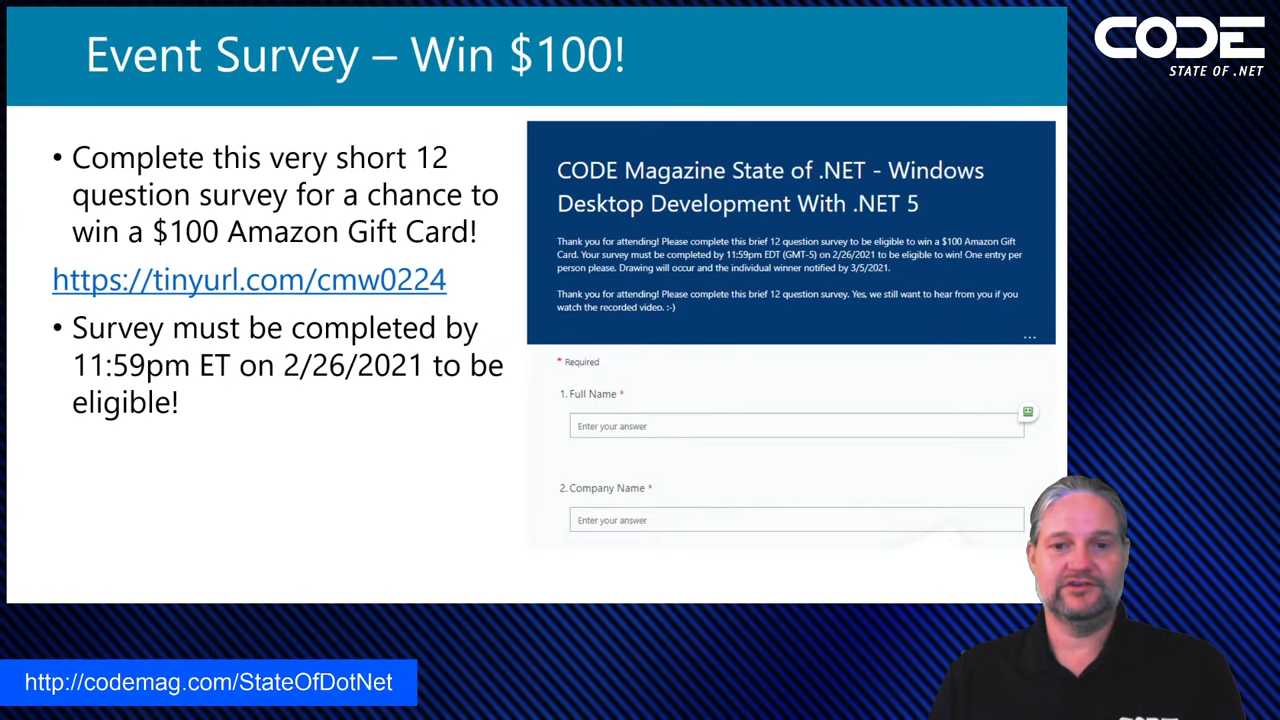 Event Survey – Win $100!
CODE
STATE OF .NET
• Complete this very short 12
question survey for a chance to
win a $100 Amazon Gift Card!
https://tinyurl.com/cmw0224
• Survey must be completed by
11:59pm ET on 2/26/2021 to be
eligible!
CODE Magazine State of .NET - Windows
Desktop Development With .NET 5
Thank you for attending! Please complete this brief 12 question survey to be eligible to win a $100 Amazon Gift
Card. Your survey must be completed by 11:59pm EDT (GMT-5) on 2/26/2021 to be eligible to win! One entry per
person please. Drawing will occur and the individual winner notified by 3/5/2021.
Thank you for attending! Please complete this brief 12 question survey. Yes, we still want to hear from you if you
watch the recorded video. :-)
...
* Required
1. Full Name *
Enter your answer
2. Company Name *
Enter your answer
http://codemag.com/StateOfDotNet